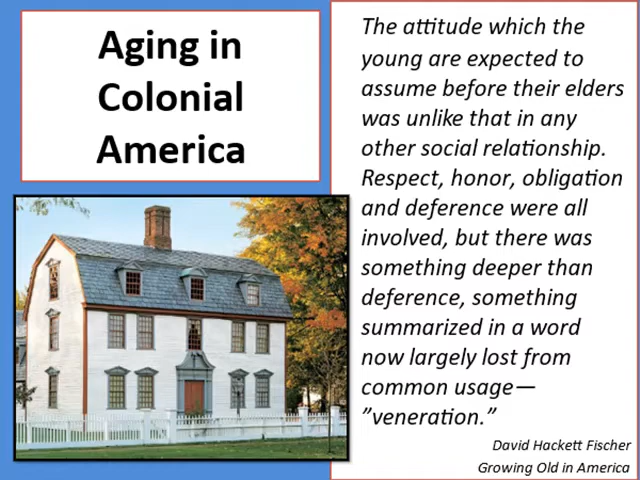 Aging in
Colonial
America
The attitude which the
young are expected to
assume before their elders
was unlike that in any
other social relationship.
Respect, honor, obligation
and deference were all
involved, but there was
something deeper than
deference, something
summarized in a word
now largely lost from
common usage—
”veneration.”
David Hackett Fischer
Growing Old in America